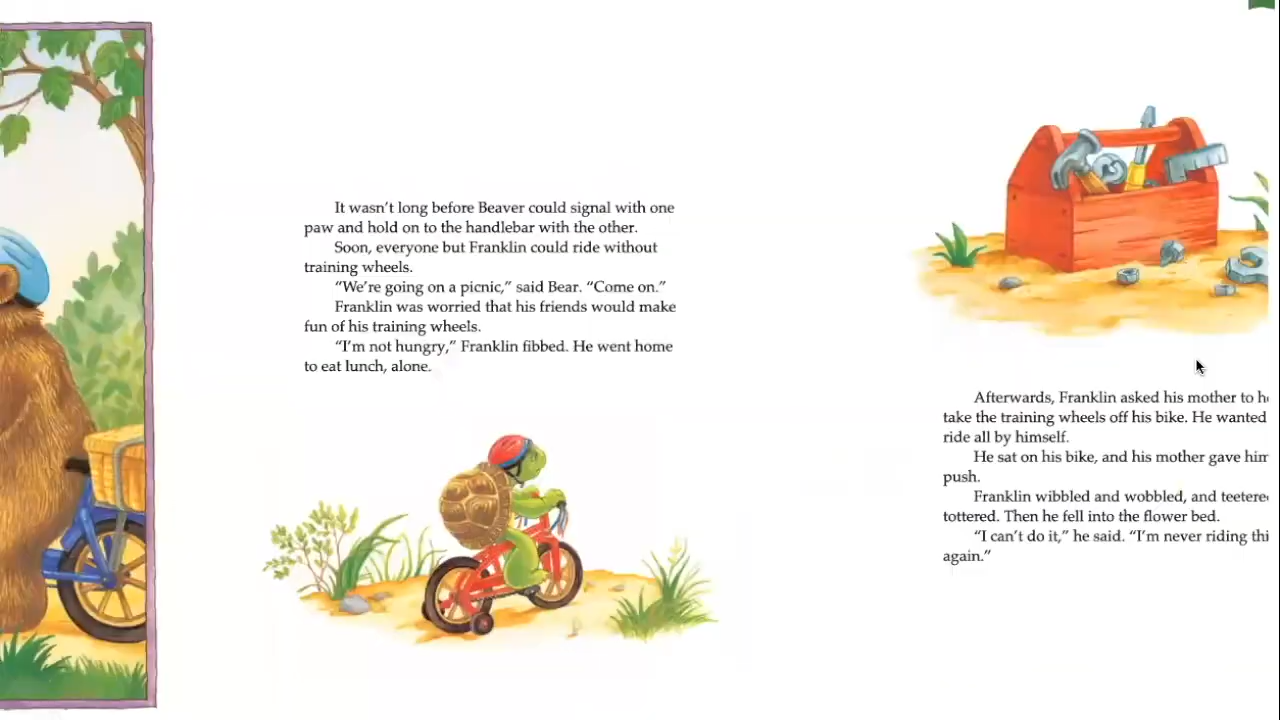 It wasn't long before Beaver could signal with one
paw and hold on to the handlebar with the other.
Soon, everyone but Franklin could ride without
training wheels.
“We're going on a picnic,” said Bear. “Come on.”
Franklin was worried that his friends would make
fun of his training wheels.
“I'm not hungry,” Franklin fibbed. He went home
to eat lunch, alone.
Afterwards, Franklin asked his mother to
take the training wheels off his bike. He wanted
ride all by himself.
He sat on his bike, and his mother gave him
push.
Franklin wibbled and wobbled, and
tottered. Then he fell into the flower bed.
“I can't do it,” he said. “I'm never riding
again.”